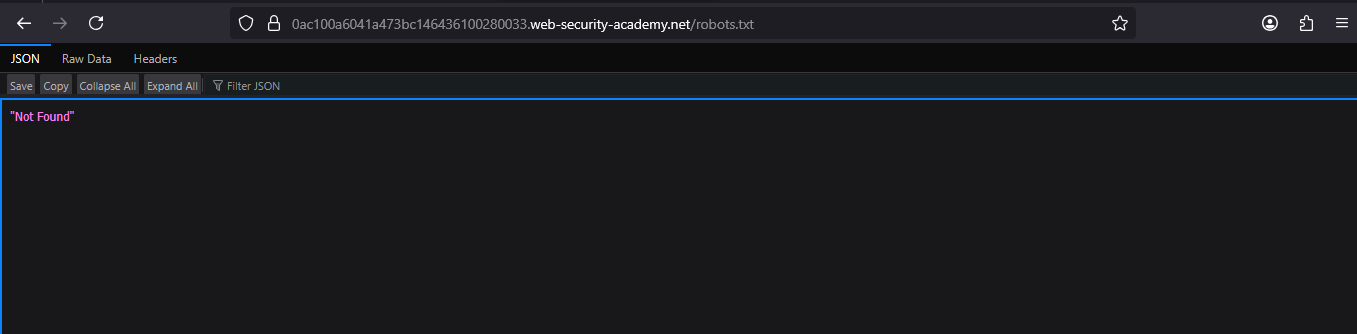 0ac100a6041a473bc146436100280033.web-security-academy.net/robots.txt
JSON Raw Data Headers
Save Copy Collapse All Expand All Filter JSON
"Not Found"